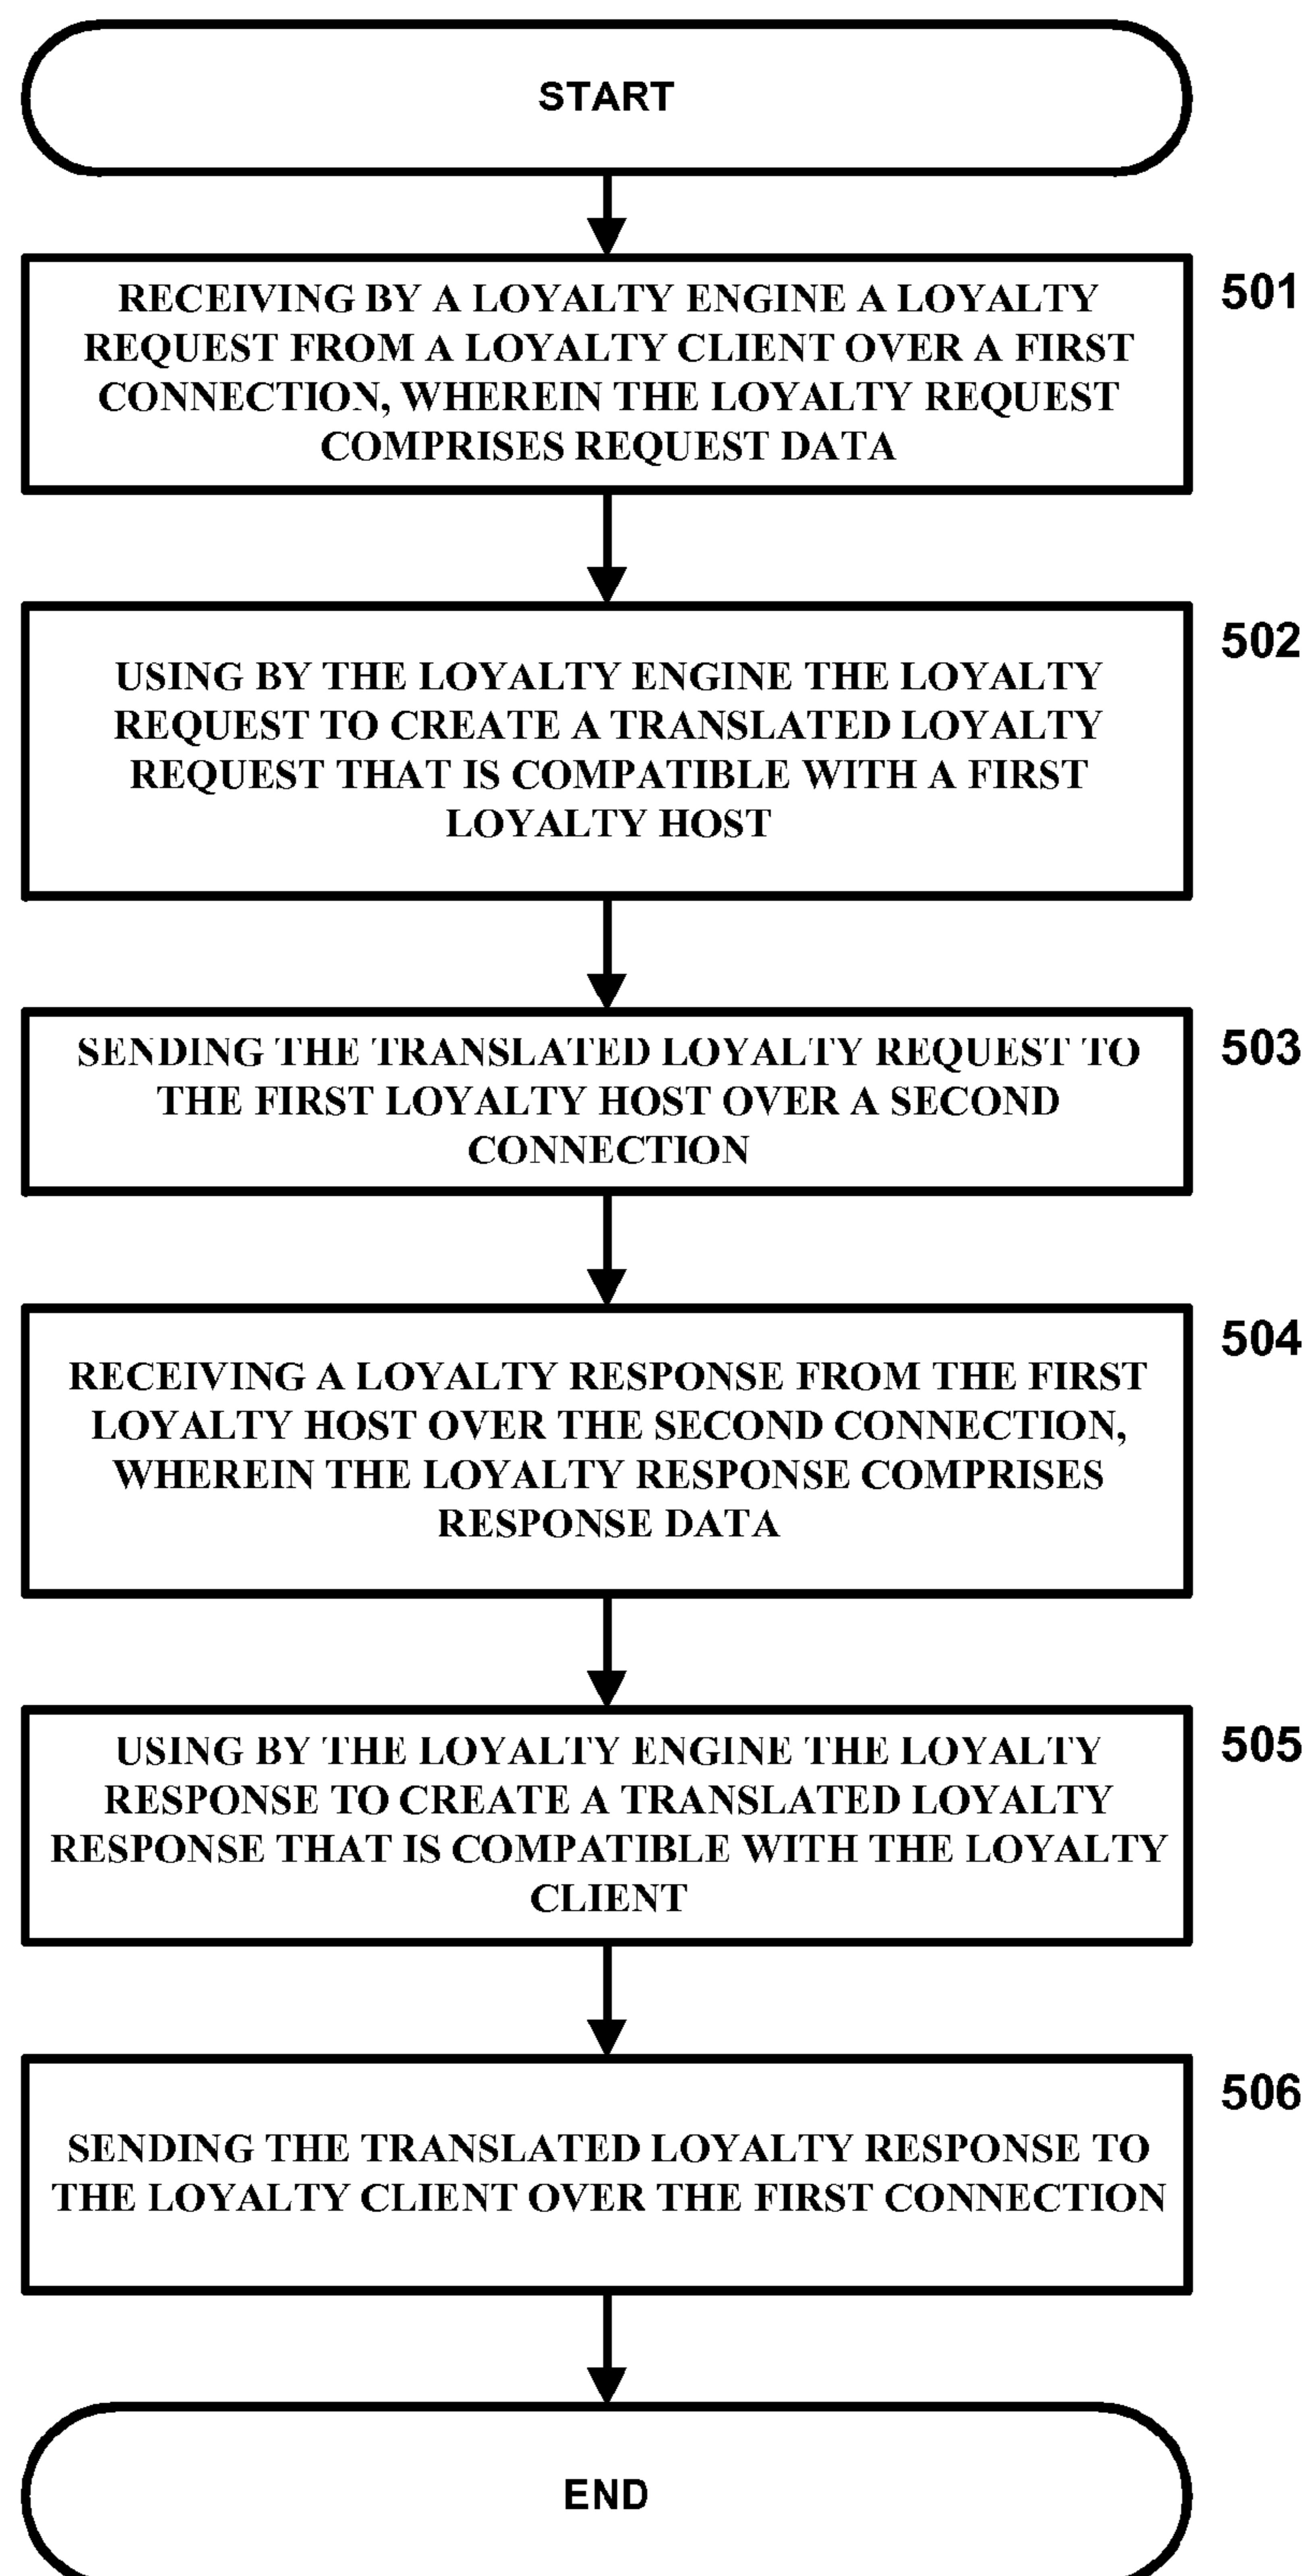 START
RECEIVING BY A LOYALTY ENGINE A LOYALTY
REQUEST FROM A LOYALTY CLIENT OVER A FIRST
CONNECTION, WHEREIN THE LOYALTY REQUEST
COMPRISES REQUEST DATA
501
USING BY THE LOYALTY ENGINE THE LOYALTY
REQUEST TO CREATE A TRANSLATED LOYALTY
REQUEST THAT IS COMPATIBLE WITH A FIRST
LOYALTY HOST
502
SENDING THE TRANSLATED LOYALTY REQUEST TO
THE FIRST LOYALTY HOST OVER A SECOND
CONNECTION
503
RECEIVING A LOYALTY RESPONSE FROM THE FIRST
LOYALTY HOST OVER THE SECOND CONNECTION,
WHEREIN THE LOYALTY RESPONSE COMPRISES
RESPONSE DATA
504
USING BY THE LOYALTY ENGINE THE LOYALTY
RESPONSE TO CREATE A TRANSLATED LOYALTY
RESPONSE THAT IS COMPATIBLE WITH THE LOYALTY
CLIENT
505
SENDING THE TRANSLATED LOYALTY RESPONSE TO
THE LOYALTY CLIENT OVER THE FIRST CONNECTION
506
END